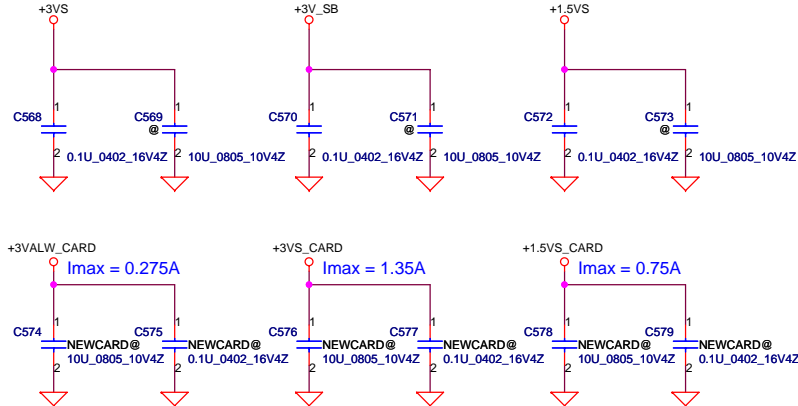 +3VS
+3V_SB
+1.5VS
1 1 1 1 1 1
C568 C569 C570 C571 C572 C573
@ @ @
2 2 2 2 2 2
0.1U_0402_16V4Z 10U_0805_10V4Z 0.1U_0402_16V4Z 10U_0805_10V4Z 0.1U_0402_16V4Z 10U_0805_10V4Z
+3VALW_CARD +3VS_CARD +1.5VS_CARD
Imax = 0.275A Imax = 1.35A Imax = 0.75A
1 1 1 1 1 1
C574 C575 C576 C577 C578 C579
NEWCARD@ NEWCARD@ NEWCARD@ NEWCARD@ NEWCARD@ NEWCARD@
10U_0805_10V4Z 0.1U_0402_16V4Z 10U_0805_10V4Z 0.1U_0402_16V4Z 10U_0805_10V4Z 0.1U_0402_16V4Z
2 2 2 2 2 2